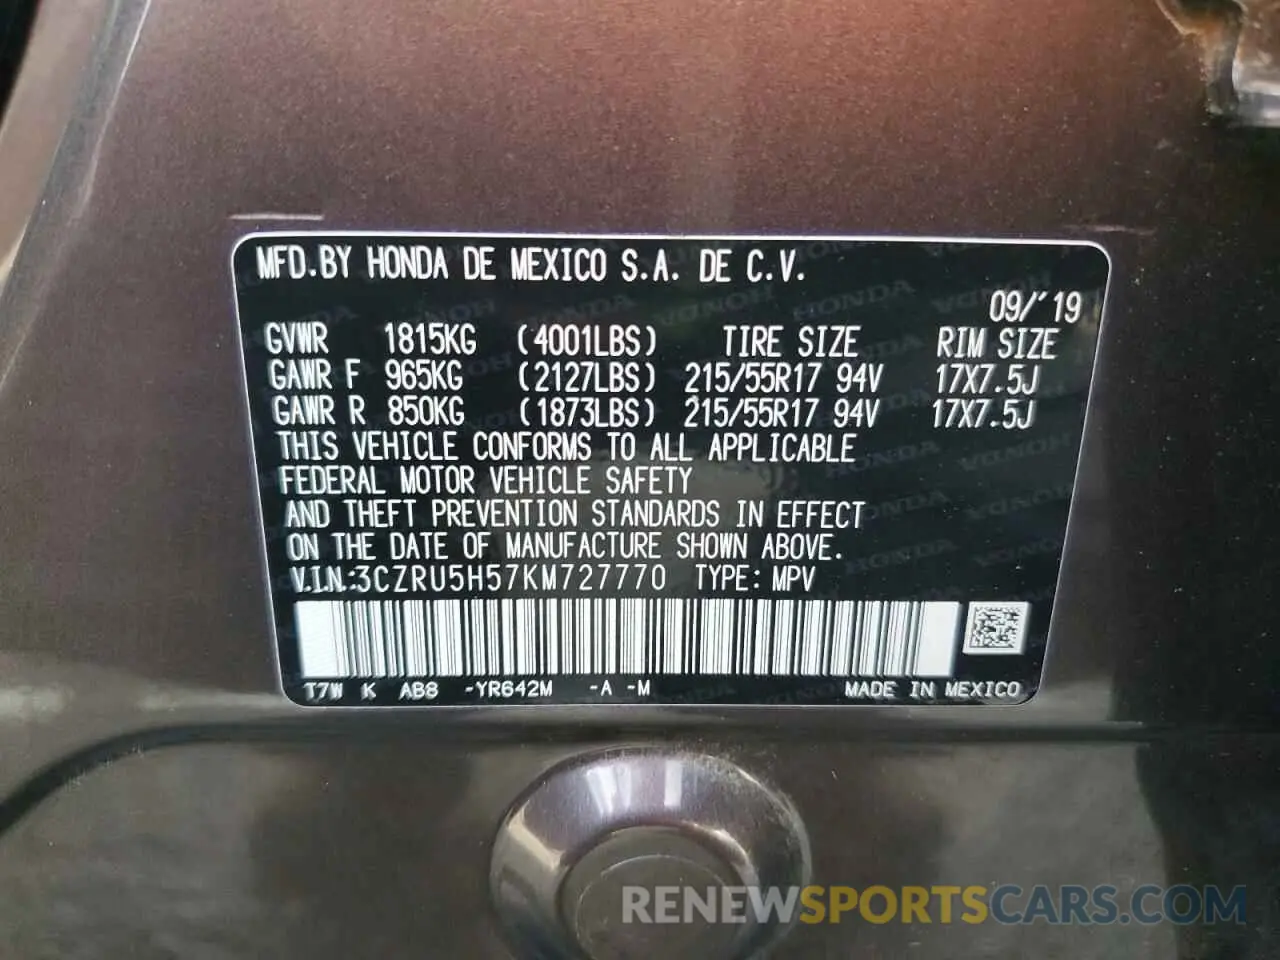 MFD.BY HONDA DE MEXICO S.A. DE C.V.
09/'19
GVWR 1815KG (4001LBS) TIRE SIZE RIM SIZE
GAWR F 965KG (2127LBS) 215/55R17 94V 17X7.5J
GAWR R 850KG (1873LBS) 215/55R17 94V 17X7.5J
THIS VEHICLE CONFORMS TO ALL APPLICABLE
FEDERAL MOTOR VEHICLE SAFETY
AND THEFT PREVENTION STANDARDS IN EFFECT
ON THE DATE OF MANUFACTURE SHOWN ABOVE.
V.I.N.:3CZRU5H57KM727770 TYPE: MPV
T7W K AB8 -YR642M -A -M MADE IN MEXICO
RENEWSPORTSCARS.COM